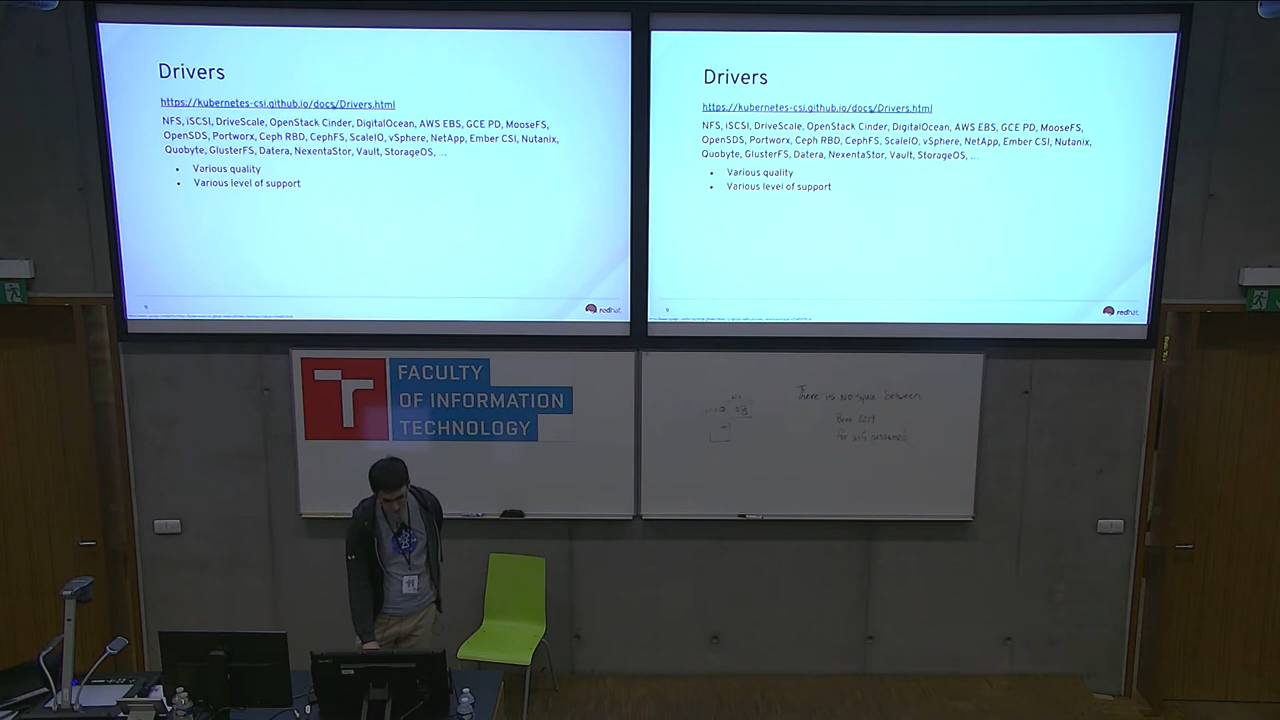 Drivers
https://kubernetes-csi.github.io/docs/Drivers.html
NFS, iSCSI, DriveScale, OpenStack Cinder, DigitalOcean, AWS EBS, GCE PD, MooseFS,
OpenSDS, Portworx, Ceph RBD, CephFS, ScaleIO, vSphere, NetApp, Ember CSI, Nutanix,
Quobyte, GlusterFS, Datera, NexentaStor, Vault, StorageOS, ...
• Various quality
• Various level of support
9
redhat
Drivers
https://kubernetes-csi.github.io/docs/Drivers.html
NFS, iSCSI, DriveScale, OpenStack Cinder, DigitalOcean, AWS EBS, GCE PD, MooseFS,
OpenSDS, Portworx, Ceph RBD, CephFS, ScaleIO, vSphere, NetApp, Ember CSI, Nutanix,
Quobyte, GlusterFS, Datera, NexentaStor, Vault, StorageOS, ...
• Various quality
• Various level of support
9
redhat
FACULTY
OF INFORMATION
TECHNOLOGY
There is no space between